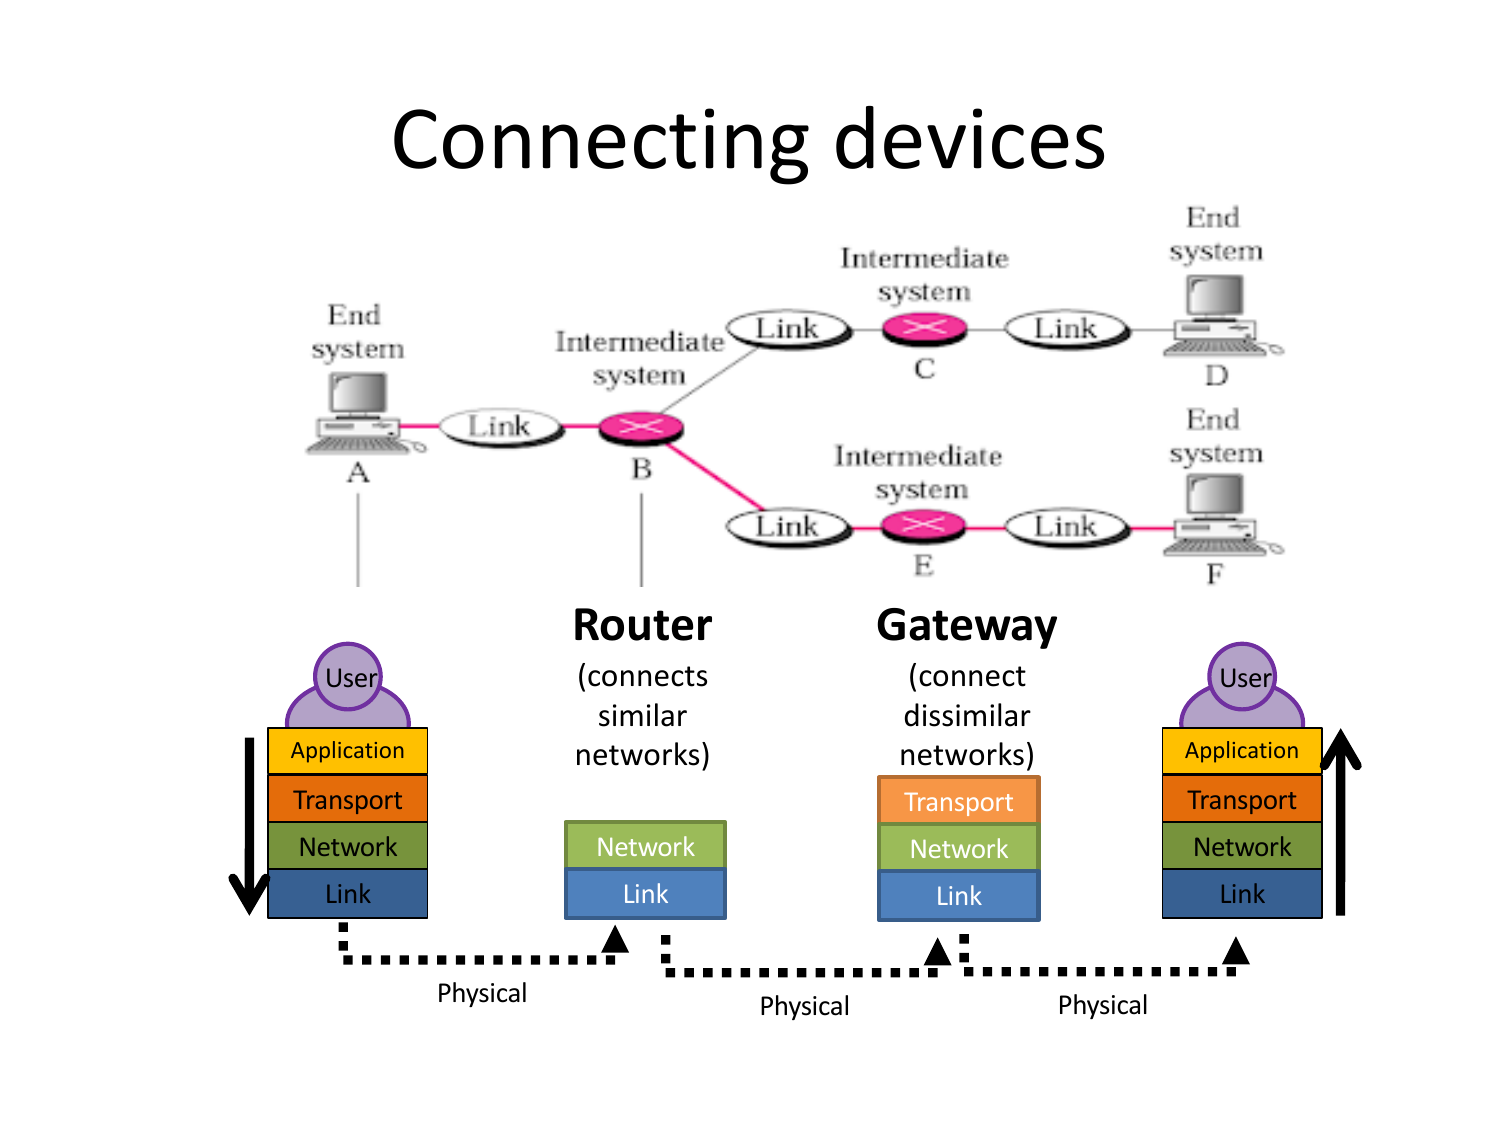 Connecting devices
End
system
Intermediate
system
Link
Link
C
D
End
system
Intermediate
system
Link
A
B
End
system
Intermediate
system
Link
Link
E
F
Router
(connects
similar
networks)
Gateway
(connect
dissimilar
networks)
User
Application
Transport
Network
Link
Network
Link
Transport
Network
Link
User
Application
Transport
Network
Link
Physical
Physical
Physical